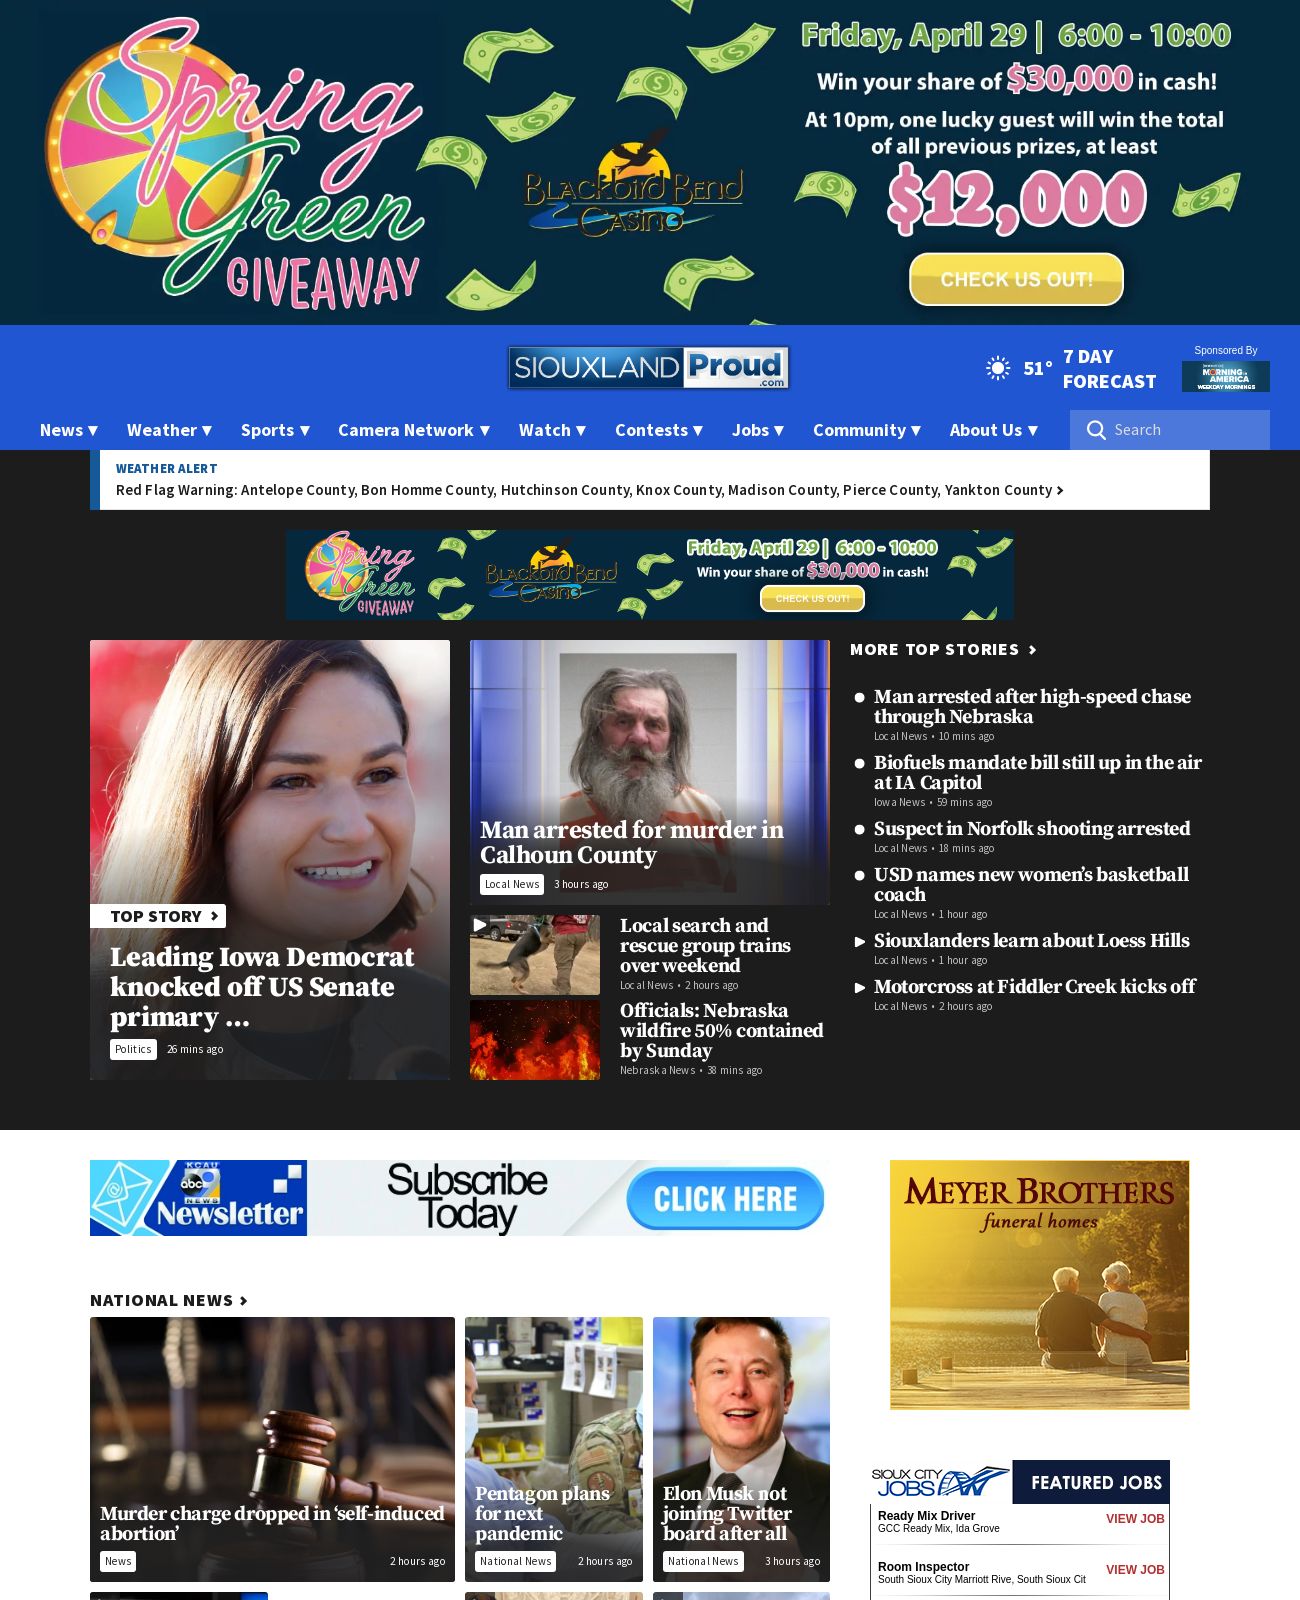 Spring
Green
GIVEAWAY
BLACKBIRD BEND
CASINO
Friday, April 29 | 6:00 - 10:00
Win your share of $30,000 in cash!
At 10pm, one lucky guest will win the total
of all previous prizes, at least
$12,000
CHECK US OUT!
SIOUXLAND Proud
.com
51°
7 DAY
FORECAST
Sponsored By
MORNING IN
AMERICA
WEEKDAY MORNINGS
News ▼ Weather ▼ Sports ▼ Camera Network ▼ Watch ▼ Contests ▼ Jobs ▼ Community ▼ About Us ▼ Search
WEATHER ALERT
Red Flag Warning: Antelope County, Bon Homme County, Hutchinson County, Knox County, Madison County, Pierce County, Yankton County
Spring
Green
GIVEAWAY
BLACKBIRD BEND
CASINO
Friday, April 29 | 6:00 - 10:00
Win your share of $30,000 in cash!
CHECK US OUT!
TOP STORY
Leading Iowa Democrat
knocked off US Senate
primary …
Politics 26 mins ago
Man arrested for murder in
Calhoun County
Local News 3 hours ago
Local search and
rescue group trains
over weekend
Local News • 2 hours ago
Officials: Nebraska
wildfire 50% contained
by Sunday
Nebraska News • 38 mins ago
MORE TOP STORIES
Man arrested after high-speed chase
through Nebraska
Local News • 10 mins ago
Biofuels mandate bill still up in the air
at IA Capitol
Iowa News • 59 mins ago
Suspect in Norfolk shooting arrested
Local News • 18 mins ago
USD names new women’s basketball
coach
Local News • 1 hour ago
Siouxlanders learn about Loess Hills
Local News • 1 hour ago
Motorcross at Fiddler Creek kicks off
Local News • 2 hours ago
KCAU
abc 9
NEWS
Newsletter
Subscribe
Today
CLICK HERE
MEYER BROTHERS
funeral homes
NATIONAL NEWS
Murder charge dropped in ‘self-induced
abortion’
News 2 hours ago
Pentagon plans
for next
pandemic
National News 2 hours ago
Elon Musk not
joining Twitter
board after all
National News 3 hours ago
SIOUX CITY
JOBS
FEATURED JOBS
Ready Mix Driver
GCC Ready Mix, Ida Grove
VIEW JOB
Room Inspector
South Sioux City Marriott Rive, South Sioux Cit
VIEW JOB